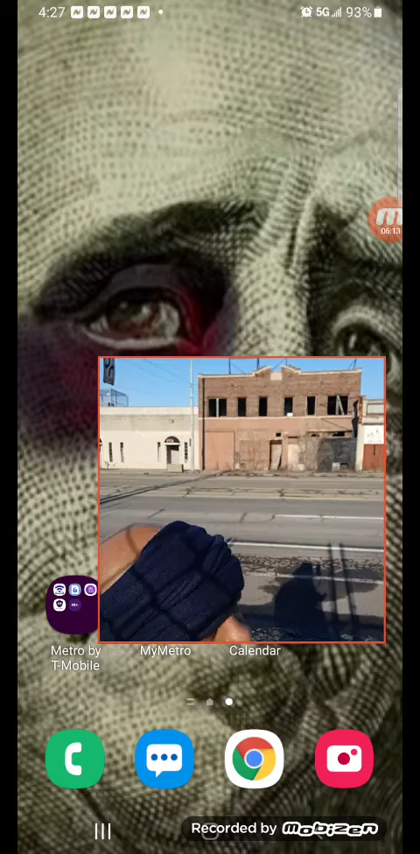 4:27 5G 93%
06:13
Metro by
T-Mobile
MyMetro
Calendar
Recorded by mobizen